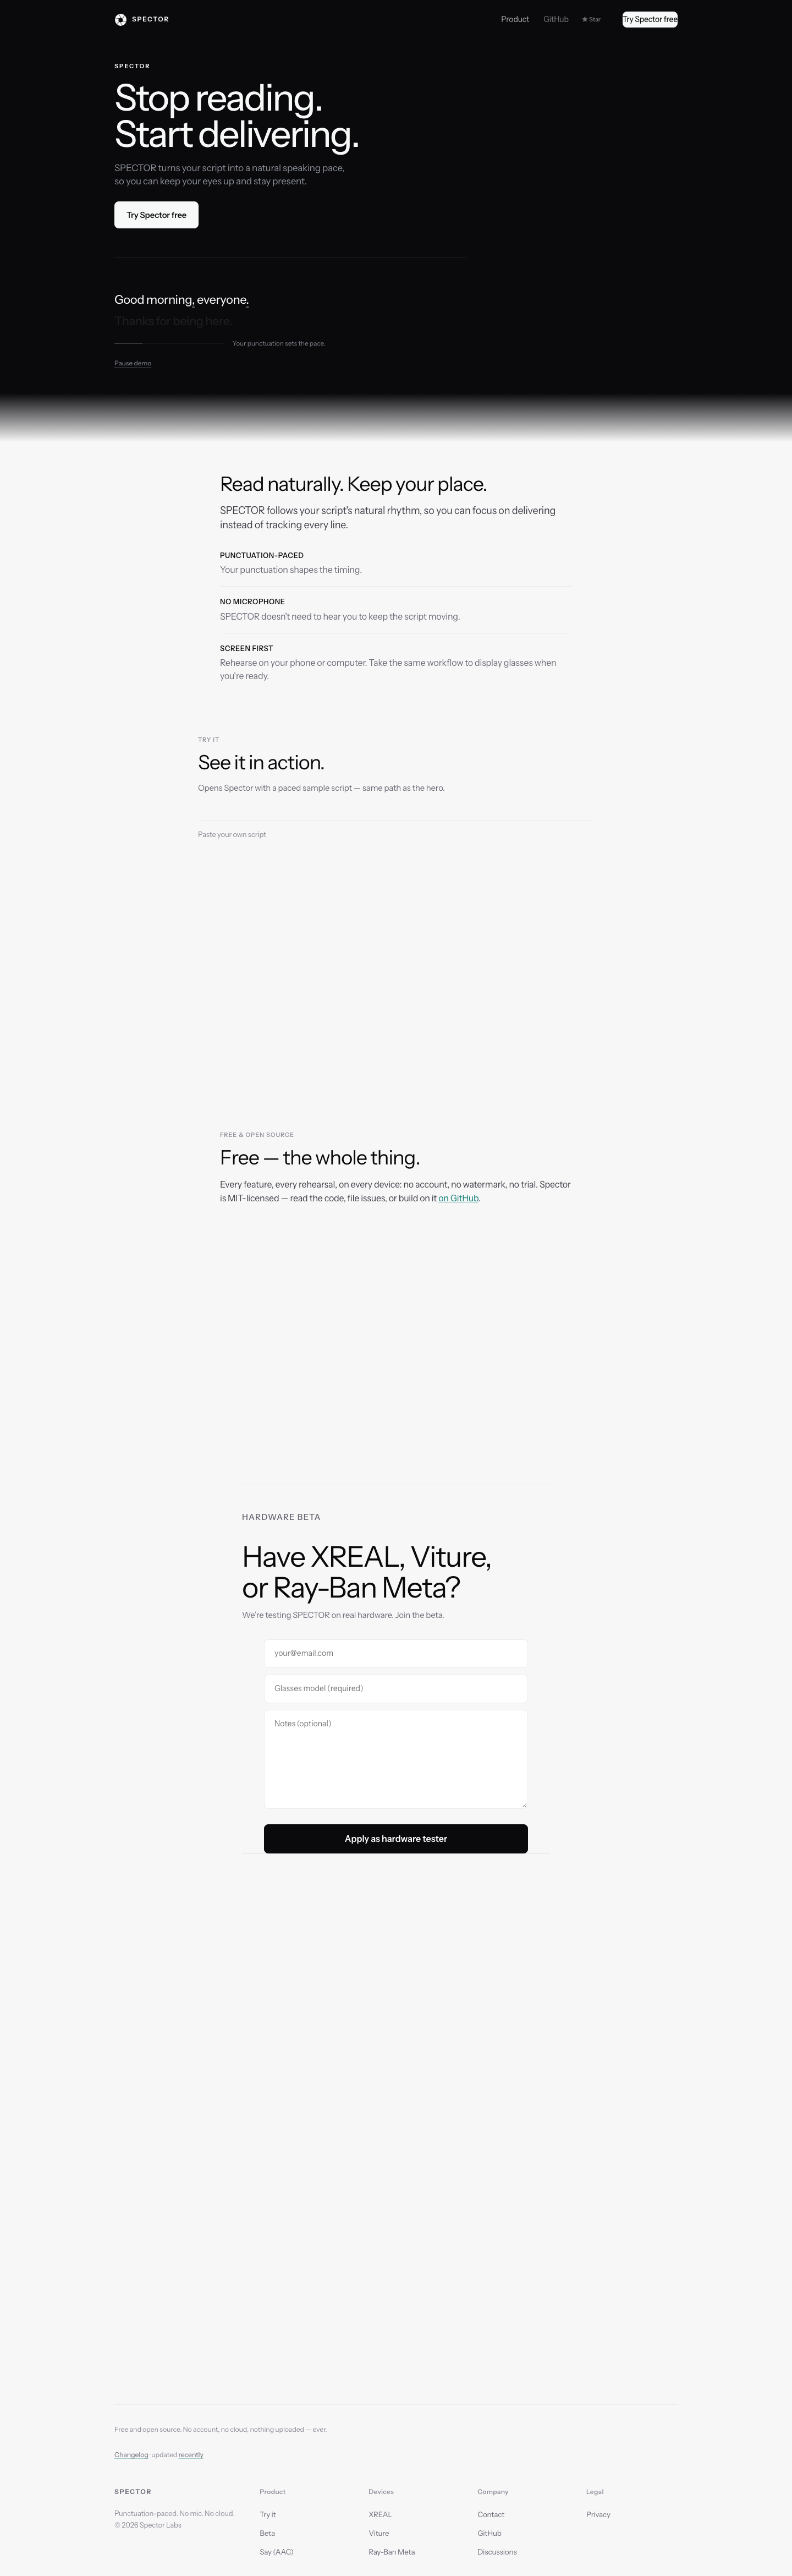 SPECTOR
Product GitHub ★ Star Try Spector free
SPECTOR
Stop reading.
Start delivering.
SPECTOR turns your script into a natural speaking pace,
so you can keep your eyes up and stay present.
Try Spector free
Good morning, everyone.
Thanks for being here.
Your punctuation sets the pace.
Pause demo
Read naturally. Keep your place.
SPECTOR follows your script's natural rhythm, so you can focus on delivering
instead of tracking every line.
PUNCTUATION-PACED
Your punctuation shapes the timing.
NO MICROPHONE
SPECTOR doesn't need to hear you to keep the script moving.
SCREEN FIRST
Rehearse on your phone or computer. Take the same workflow to display glasses when
you're ready.
TRY IT
See it in action.
Opens Spector with a paced sample script — same path as the hero.
Paste your own script
FREE & OPEN SOURCE
Free — the whole thing.
Every feature, every rehearsal, on every device: no account, no watermark, no trial. Spector
is MIT-licensed — read the code, file issues, or build on it on GitHub.
HARDWARE BETA
Have XREAL, Viture,
or Ray-Ban Meta?
We're testing SPECTOR on real hardware. Join the beta.
your@email.com
Glasses model (required)
Notes (optional)
Apply as hardware tester
Free and open source. No account, no cloud, nothing uploaded — ever.
Changelog · updated recently
SPECTOR
Punctuation-paced. No mic. No cloud.
© 2026 Spector Labs
Product
Try it
Beta
Say (AAC)
Devices
XREAL
Viture
Ray-Ban Meta
Company
Contact
GitHub
Discussions
Legal
Privacy